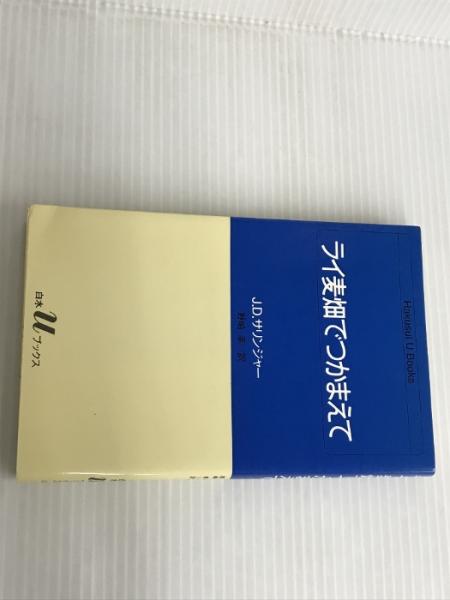 Hakusui U Books
ライ麦畑でつかまえて
J.D.サリンジャー
野崎 孝 訳
白水
u
ブックス